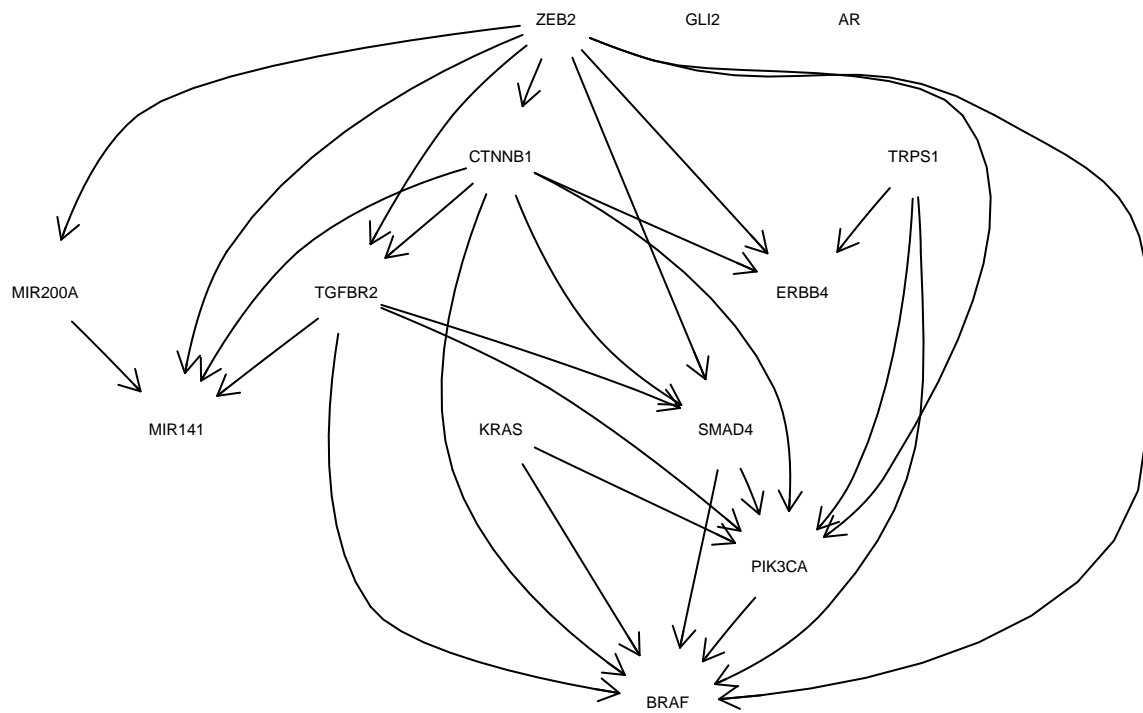 ZEB2
GLI2
AR
CTNNB1
TRPS1
MIR200A
TGFBR2
ERBB4
MIR141
KRAS
SMAD4
PIK3CA
BRAF